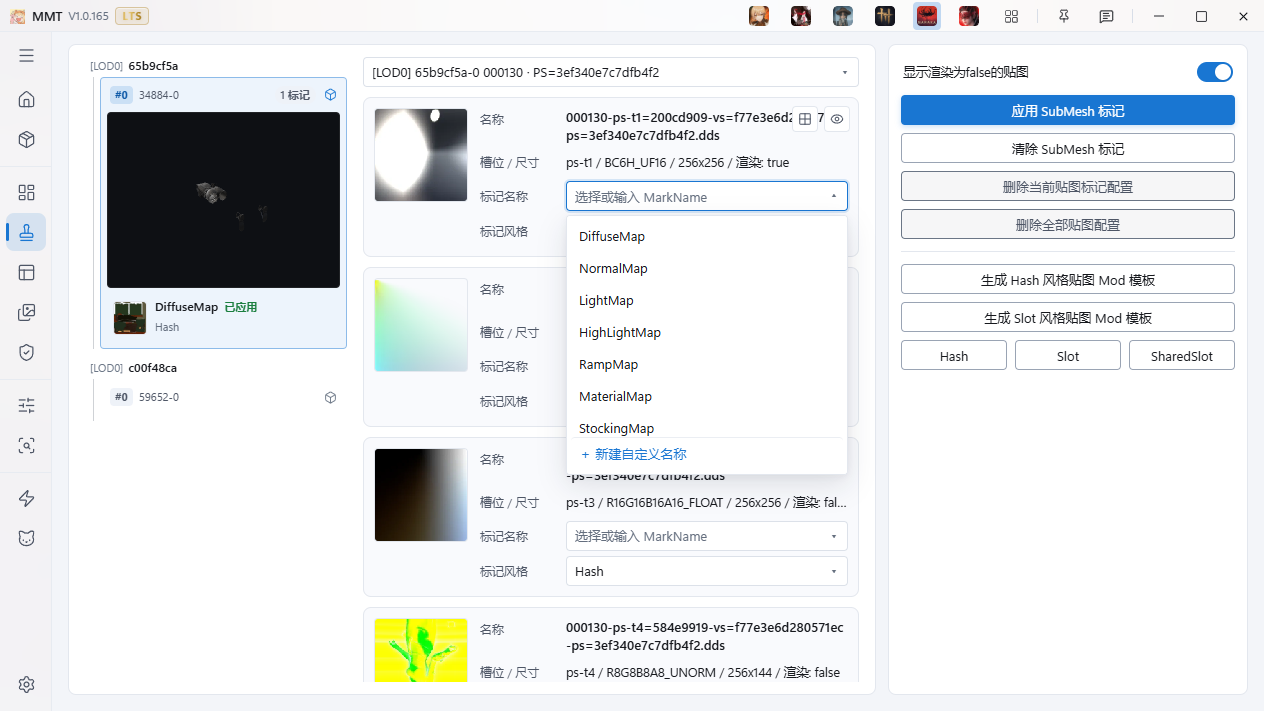 MMT V1.0.165 LTS
[LOD0] 65b9cf5a
#0 34884-0 1 标记
DiffuseMap 已应用
Hash
[LOD0] c00f48ca
#0 59652-0
[LOD0] 65b9cf5a-0 000130 · PS=3ef340e7c7dfb4f2
名称
000130-ps-t1=200cd909-vs=f77e3e6d2
ps=3ef340e7c7dfb4f2.dds
槽位 / 尺寸
ps-t1 / BC6H_UF16 / 256x256 / 渲染: true
标记名称
选择或输入 MarkName
标记风格
DiffuseMap
NormalMap
LightMap
HighLightMap
RampMap
MaterialMap
StockingMap
+ 新建自定义名称
名称
槽位 / 尺寸
标记名称
标记风格
名称
-ps=3ef340e7c7dfb4f2.dds
槽位 / 尺寸
ps-t3 / R16G16B16A16_FLOAT / 256x256 / 渲染: fal...
标记名称
选择或输入 MarkName
标记风格
Hash
名称
000130-ps-t4=584e9919-vs=f77e3e6d280571ec
-ps=3ef340e7c7dfb4f2.dds
槽位 / 尺寸
ps-t4 / R8G8B8A8_UNORM / 256x144 / 渲染: false
显示渲染为false的贴图
应用 SubMesh 标记
清除 SubMesh 标记
删除当前贴图标记配置
删除全部贴图配置
生成 Hash 风格贴图 Mod 模板
生成 Slot 风格贴图 Mod 模板
Hash
Slot
SharedSlot